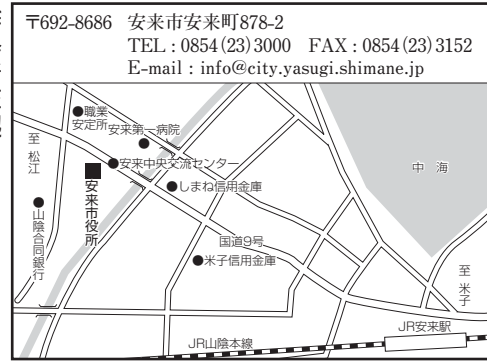 〒692-8686 安来市安来町878-2
TEL : 0854(23)3000 FAX : 0854(23)3152
E-mail : info@city.yasugi.shimane.jp
●職業
安定所
安来第一病院
●安来中央交流センター
至 松江
●しまね信用金庫
中 海
安来市役所
●山陰合同銀行
国道9号
●米子信用金庫
至 米子
JR安来駅
JR山陰本線